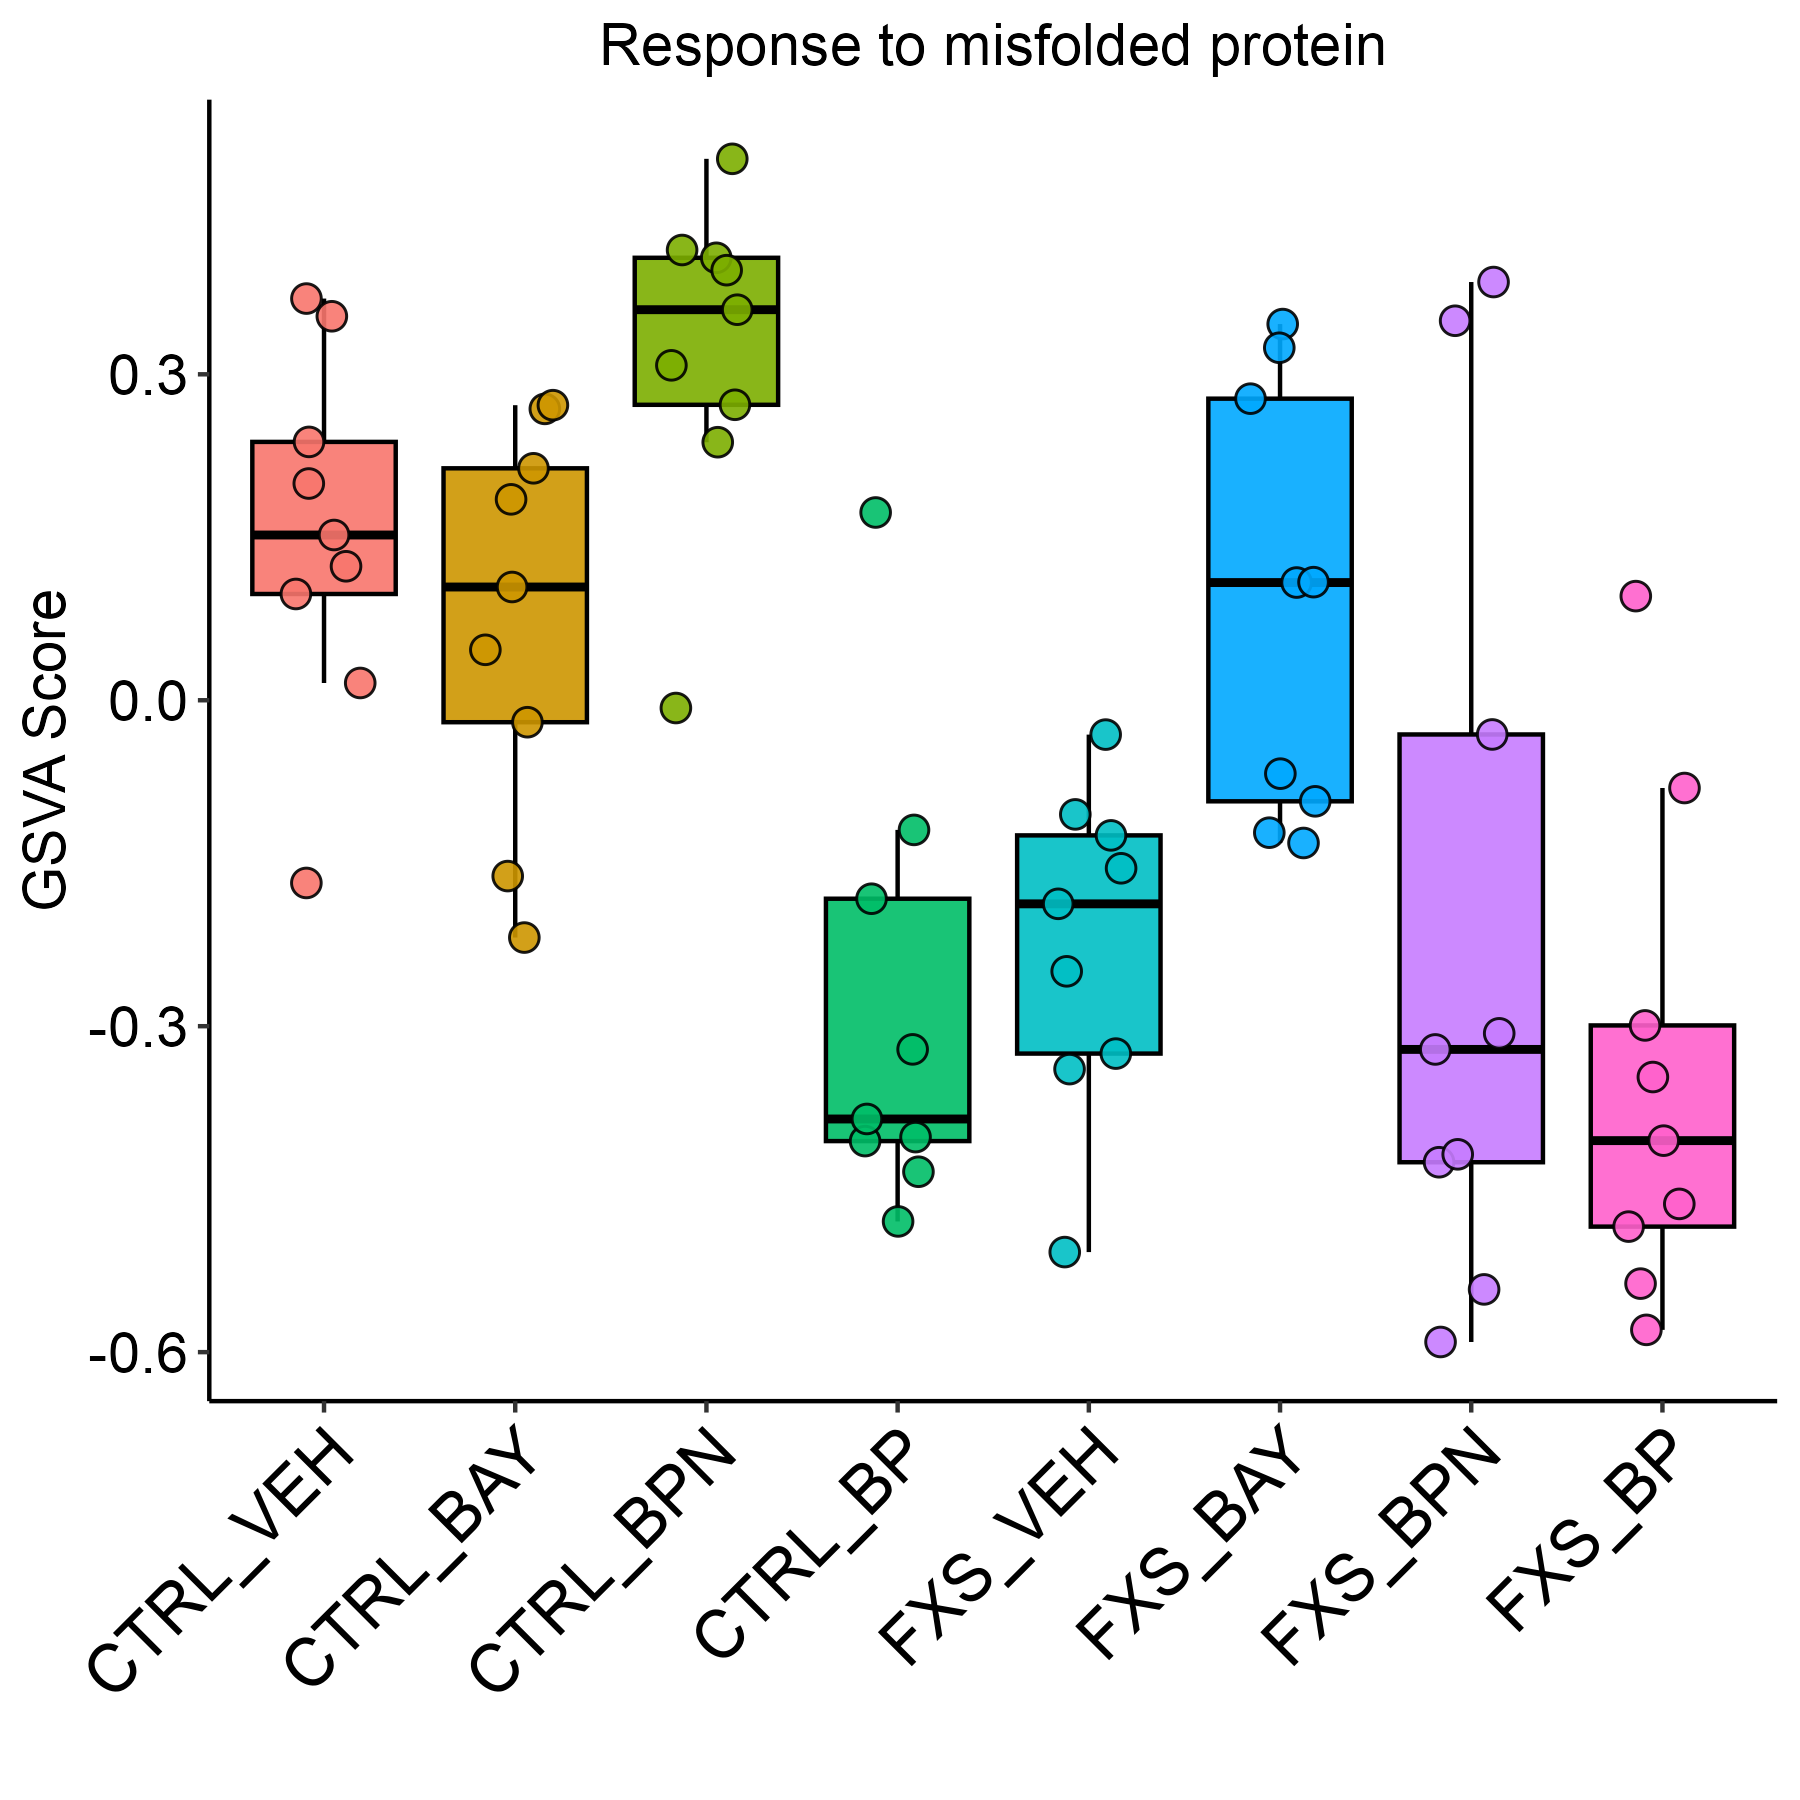 Response to misfolded protein
GSVA Score
0.3
0.0
-0.3
-0.6
CTRL_VEH
CTRL_BAY
CTRL_BPN
CTRL_BP
FXS_VEH
FXS_BAY
FXS_BPN
FXS_BP